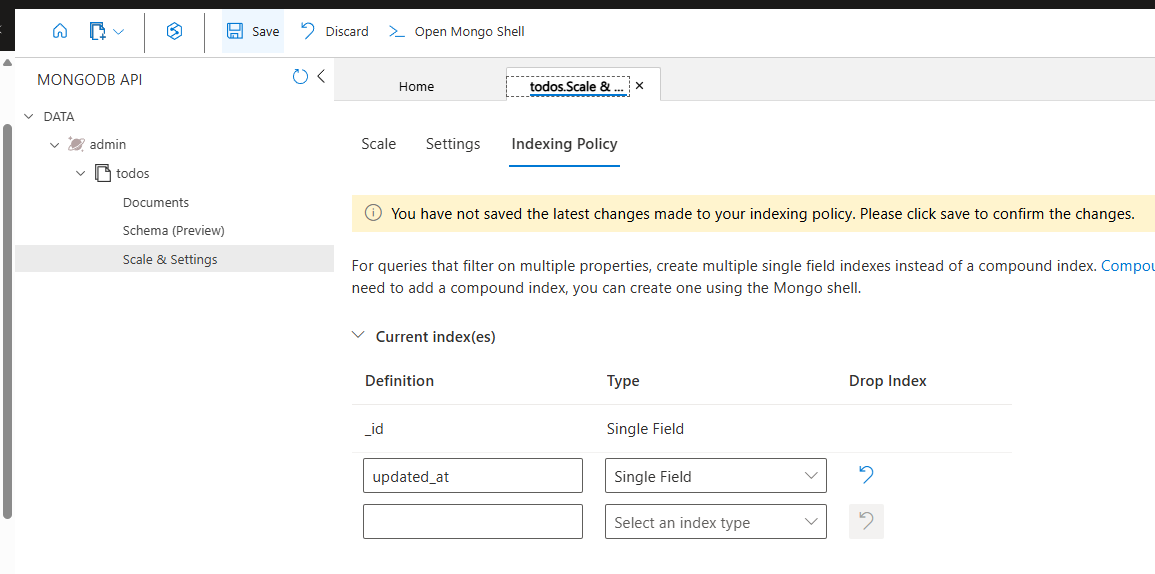 Save
Discard
Open Mongo Shell
MONGODB API
Home
todos.Scale & ...
DATA
admin
todos
Documents
Schema (Preview)
Scale & Settings
Scale
Settings
Indexing Policy
You have not saved the latest changes made to your indexing policy. Please click save to confirm the changes.
For queries that filter on multiple properties, create multiple single field indexes instead of a compound index.
need to add a compound index, you can create one using the Mongo shell.
Current index(es)
Definition Type Drop Index
_id Single Field
updated_at Single Field
Select an index type